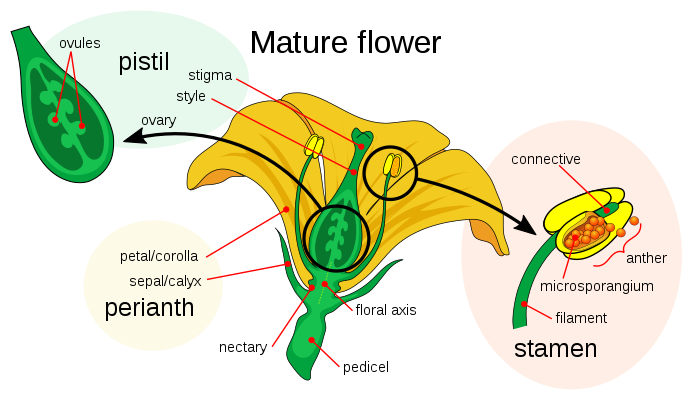 Mature flower
ovules
pistil
stigma
style
ovary
connective
petal/corolla
sepal/calyx
perianth
anther
microsporangium
floral axis
filament
nectary
stamen
pedicel